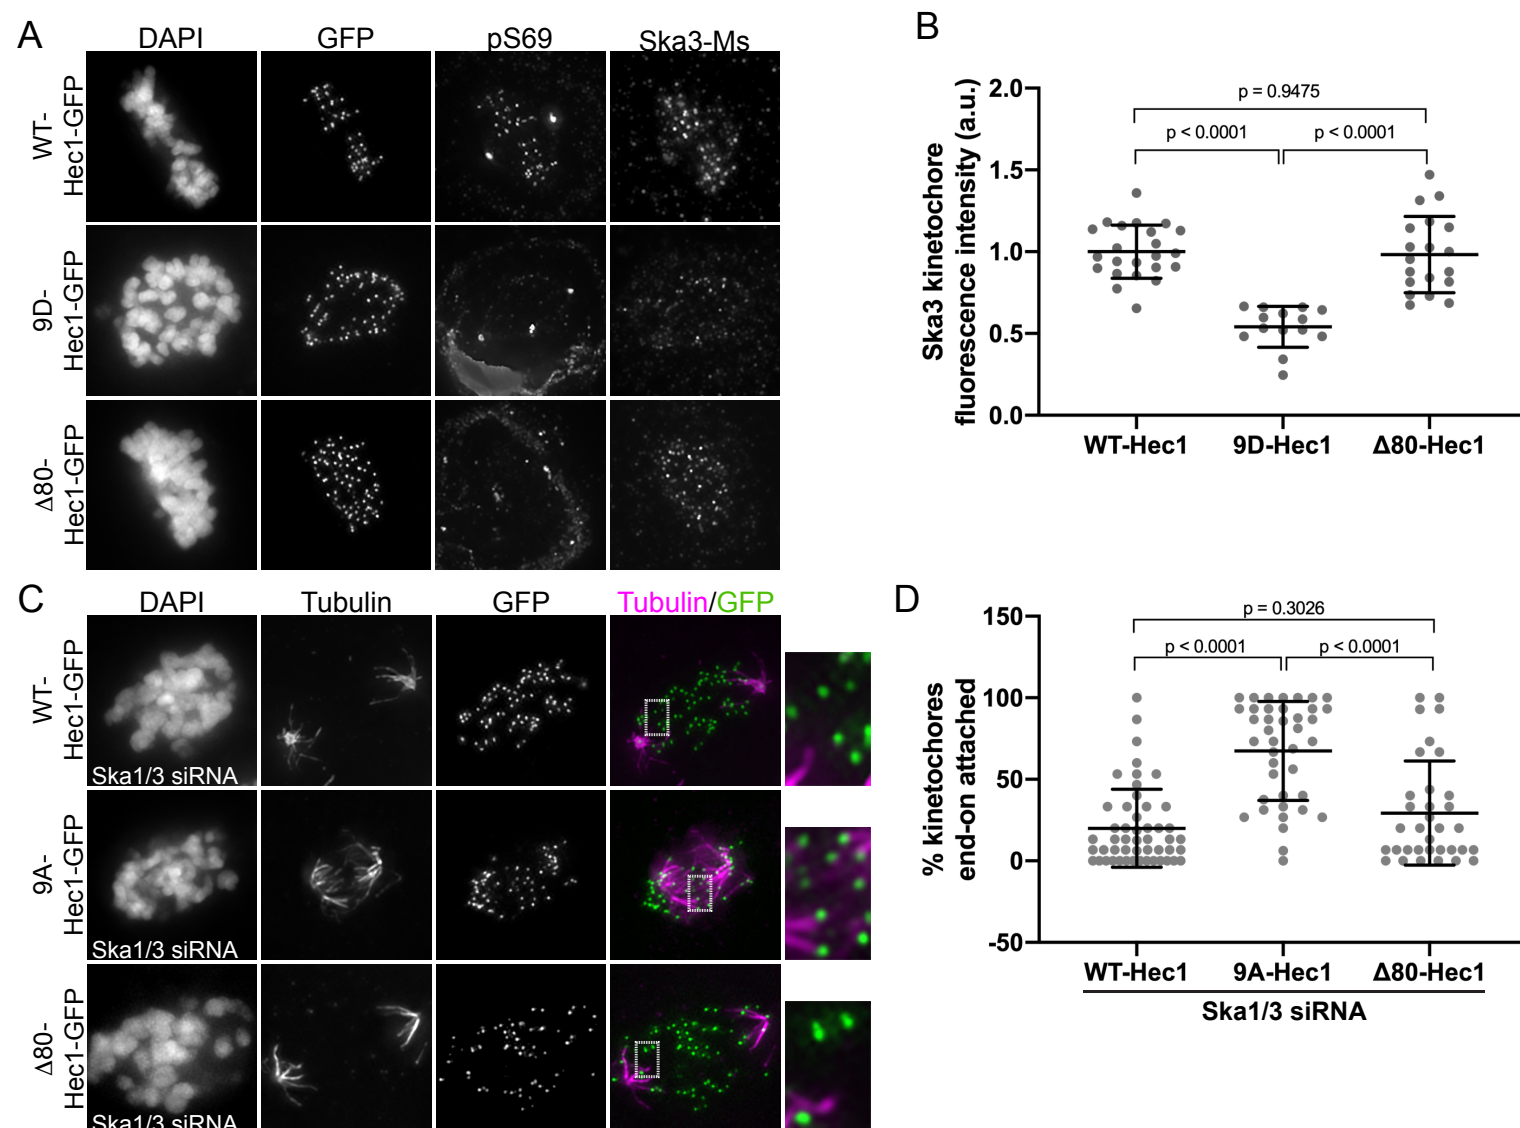 A
DAPI GFP pS69 Ska3-Ms
WT-
Hec1-GFP
9D-
Hec1-GFP
Δ80-
Hec1-GFP
B
Ska3 kinetochore
fluorescence intensity (a.u.)
2.0
1.5
1.0
0.5
0.0
p = 0.9475
p < 0.0001 p < 0.0001
WT-Hec1 9D-Hec1 Δ80-Hec1
C
DAPI Tubulin GFP Tubulin/GFP
WT-
Hec1-GFP
Ska1/3 siRNA
9A-
Hec1-GFP
Ska1/3 siRNA
Δ80-
Hec1-GFP
Ska1/3 siRNA
D
% kinetochores
end-on attached
150
100
50
0
-50
p = 0.3026
p < 0.0001 p < 0.0001
WT-Hec1 9A-Hec1 Δ80-Hec1
Ska1/3 siRNA